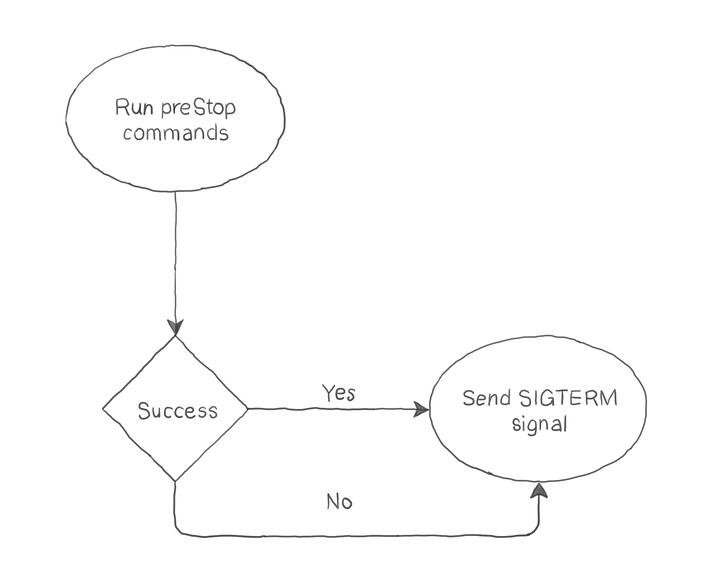 Run preStop
commands
Success
Yes
Send SIGTERM
signal
No